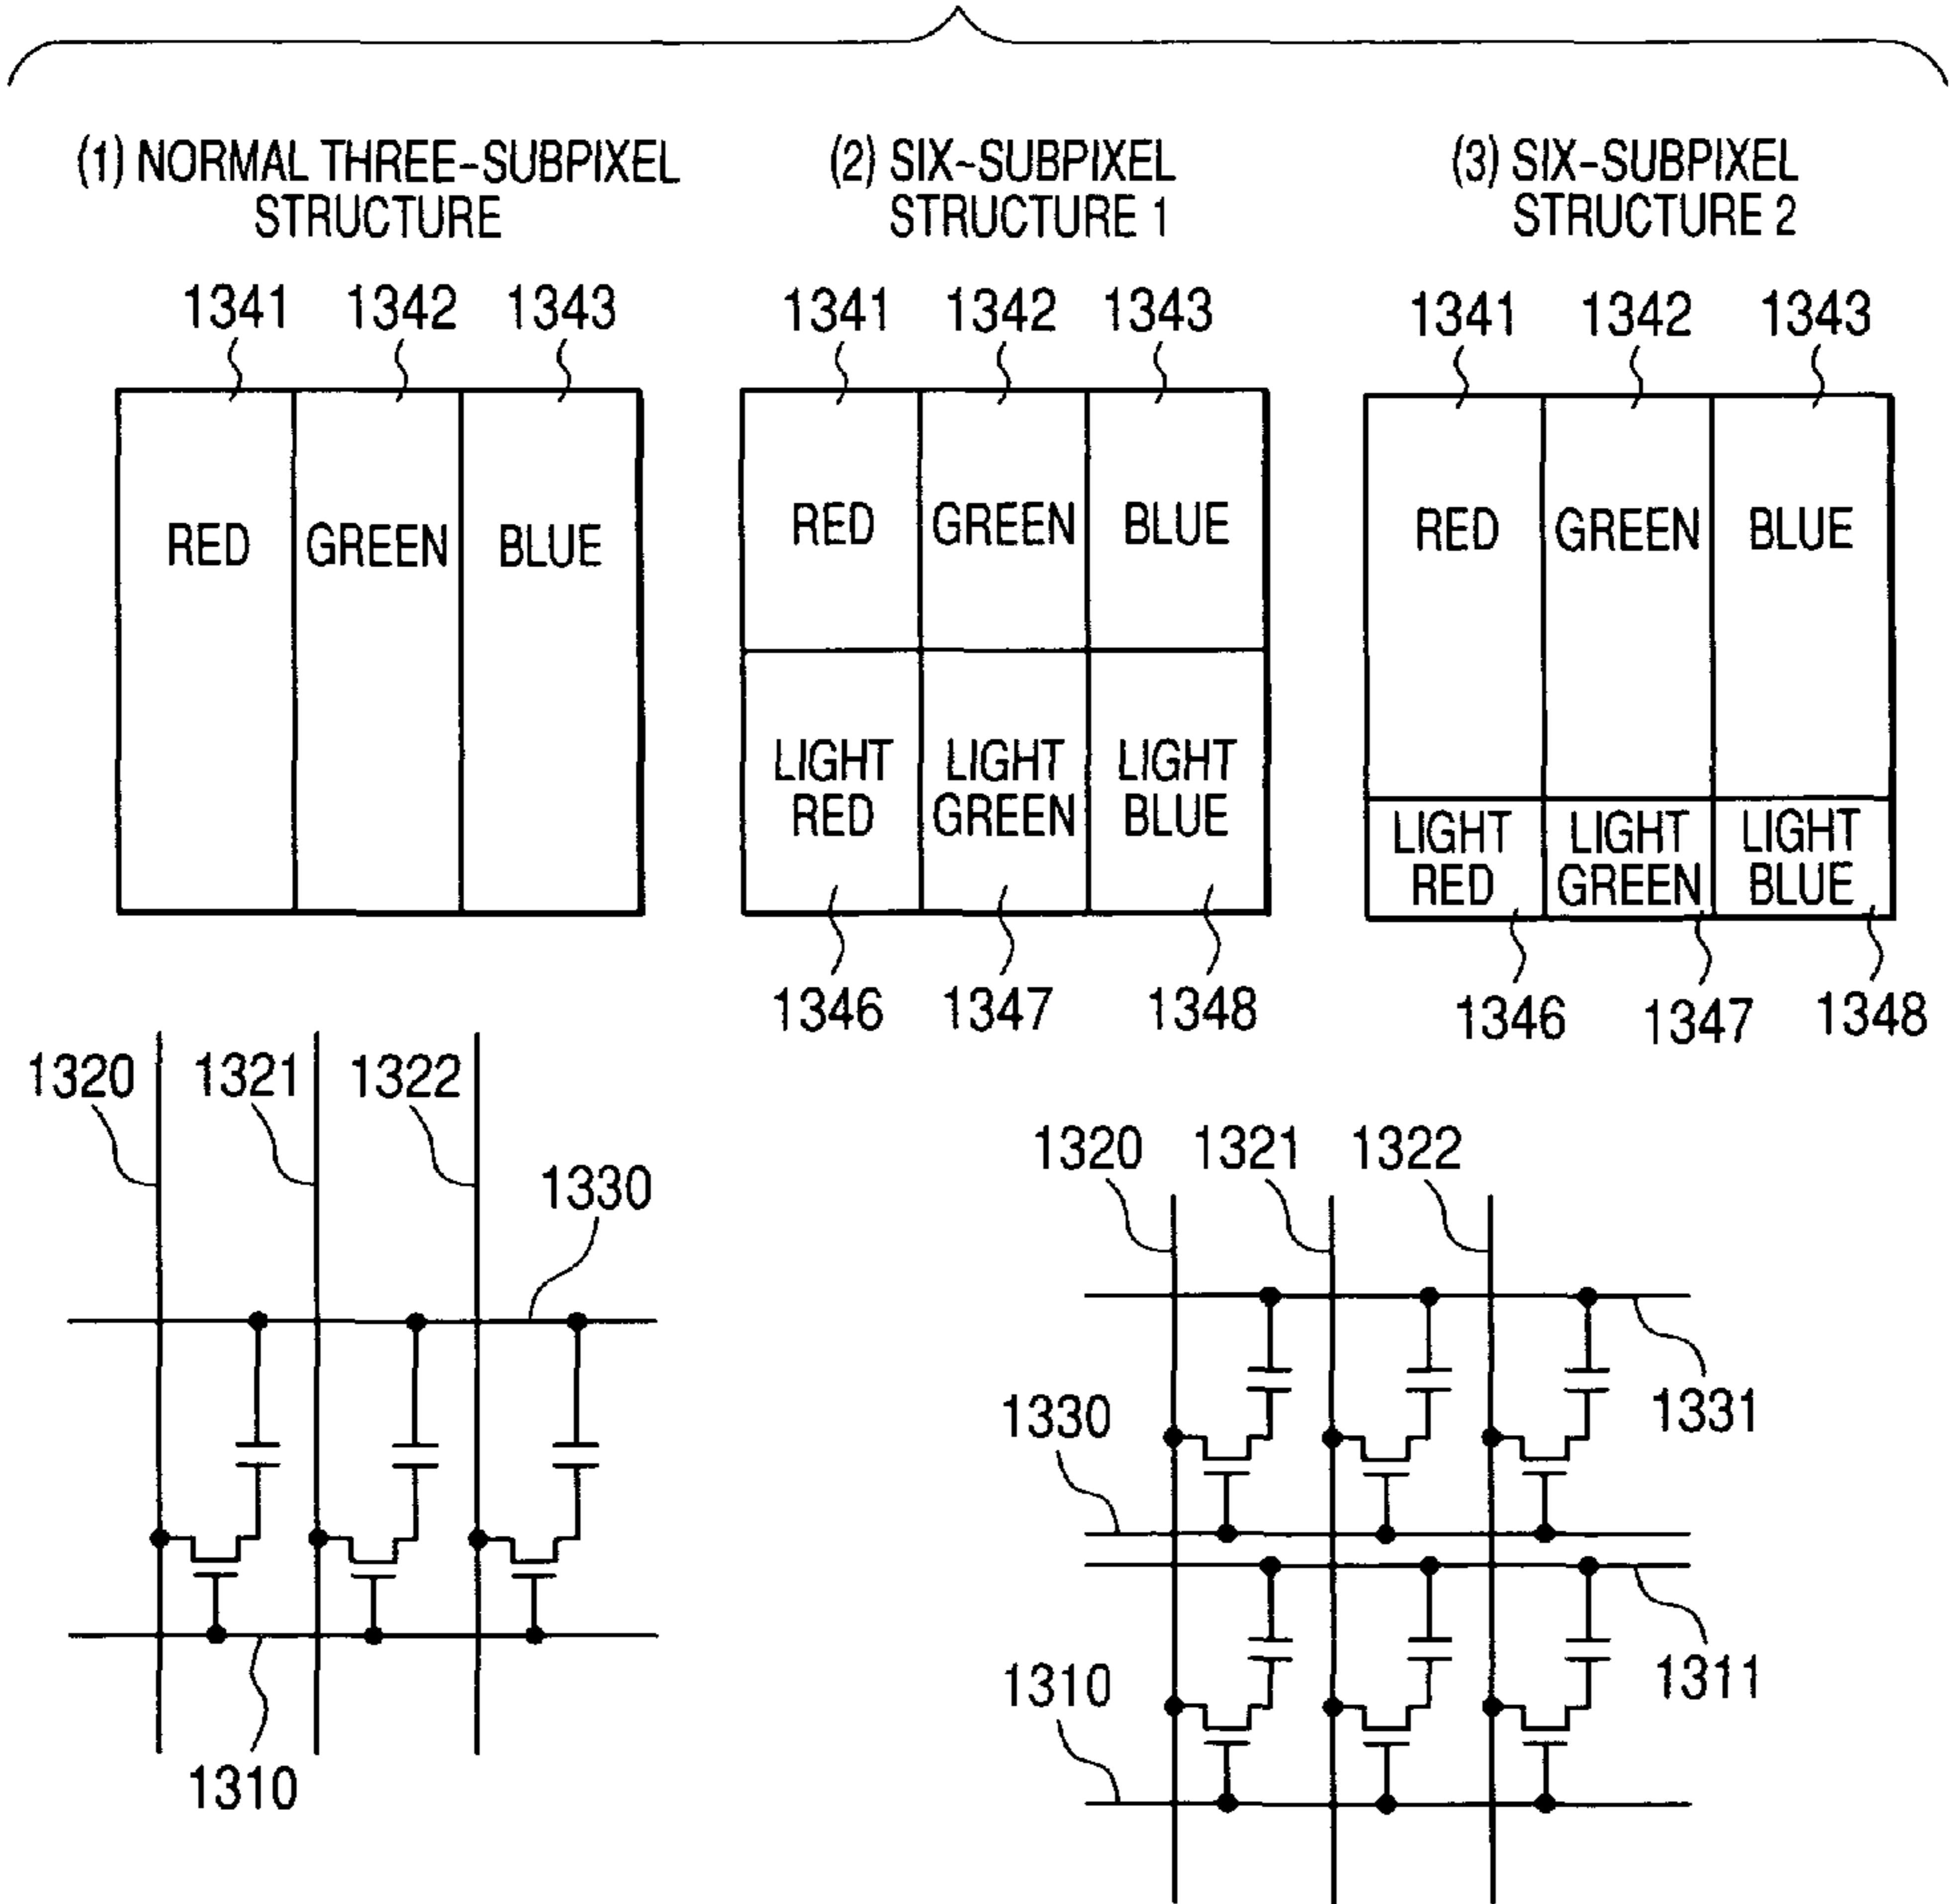 (1) NORMAL THREE-SUBPIXEL
STRUCTURE
(2) SIX-SUBPIXEL
STRUCTURE 1
(3) SIX-SUBPIXEL
STRUCTURE 2
1341 1342 1343
RED GREEN BLUE
1341 1342 1343
RED GREEN BLUE
LIGHT RED
LIGHT GREEN
LIGHT BLUE
1346 1347 1348
1341 1342 1343
RED GREEN BLUE
LIGHT RED
LIGHT GREEN
LIGHT BLUE
1346 1347 1348
1320 1321 1322
1330
1310
1320 1321 1322
1331
1330
1311
1310